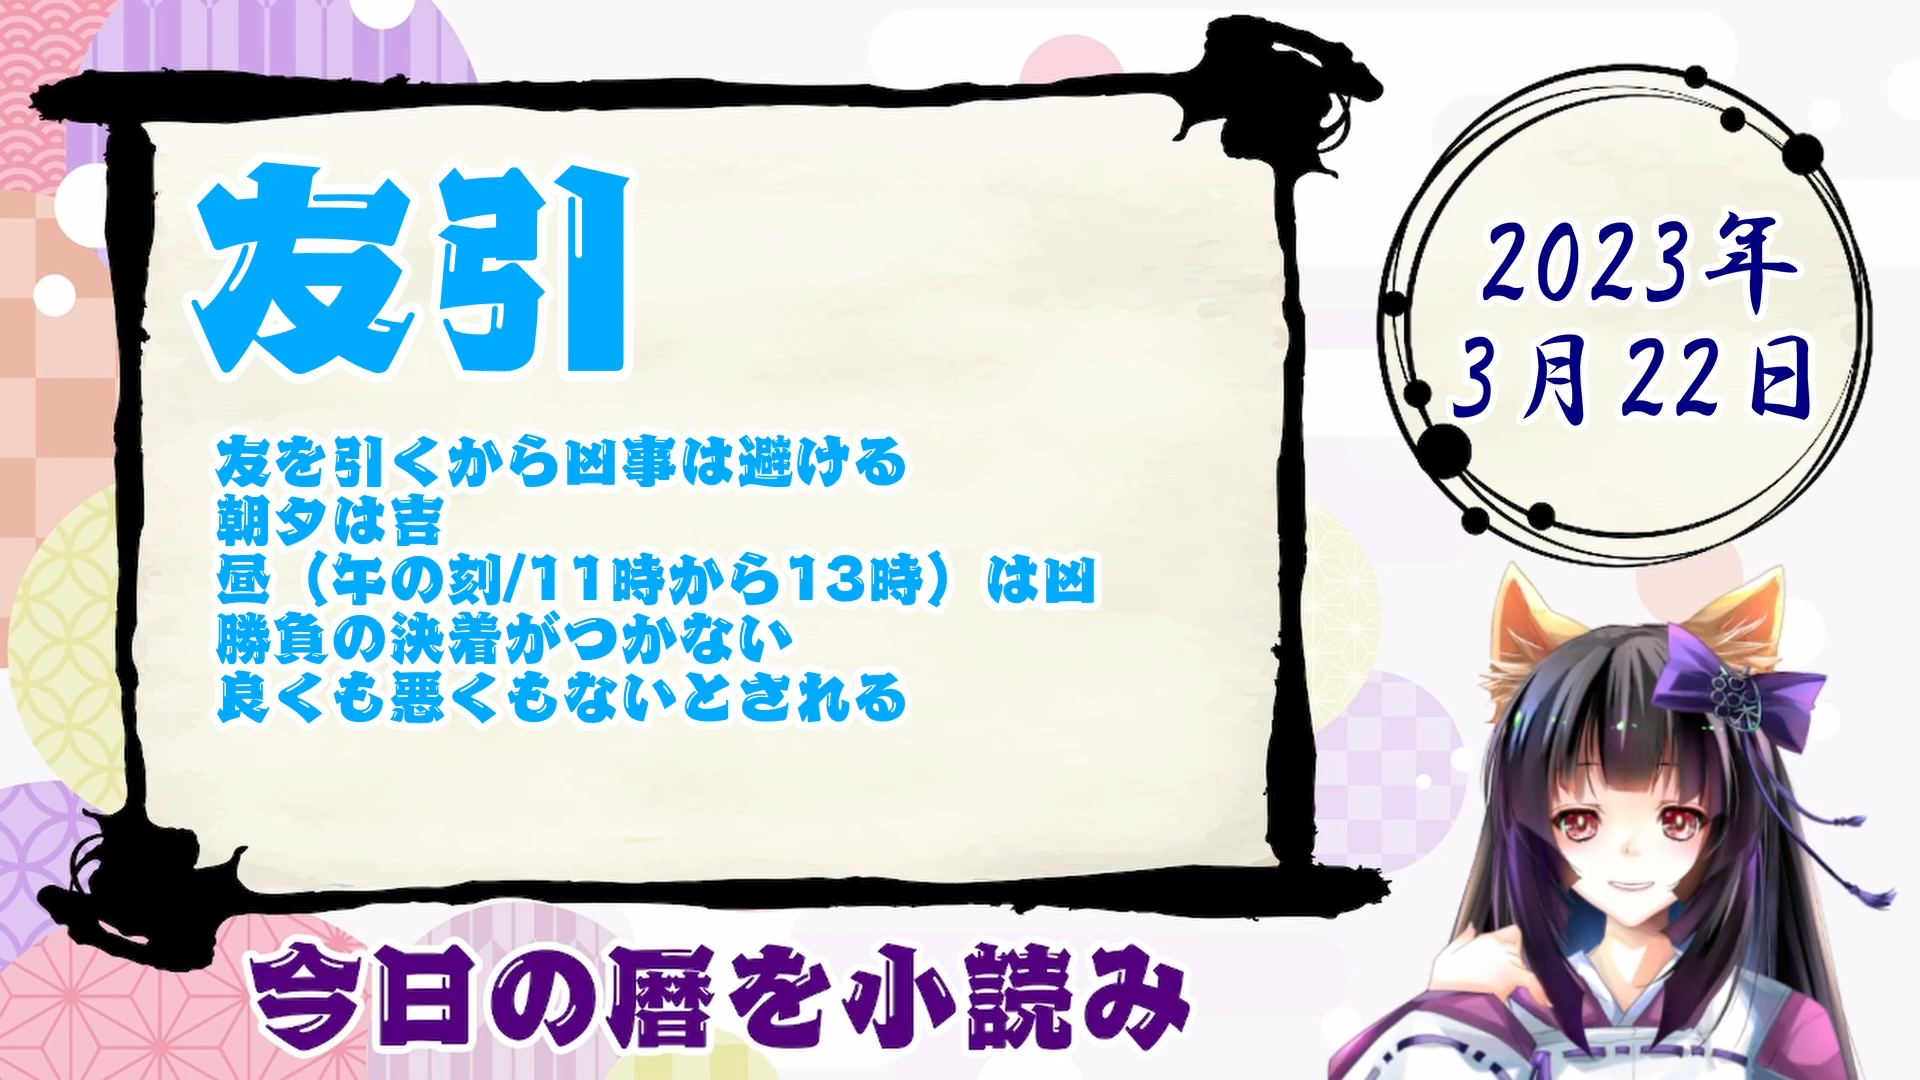 友引
友を引くから凶事は避ける
朝夕は吉
昼（午の刻/11時から13時）は凶
勝負の決着がつかない
良くも悪くもないとされる
2023年
3月22日
今日の暦を小読み